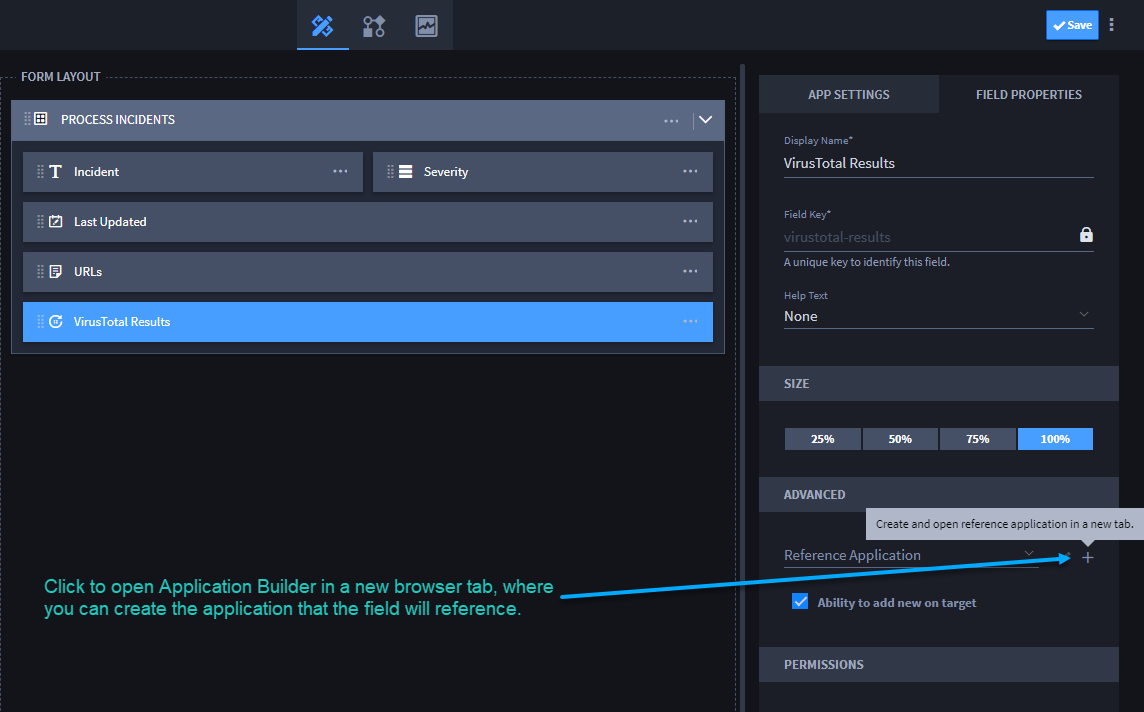 Save
FORM LAYOUT
PROCESS INCIDENTS
Incident
Severity
Last Updated
URLs
VirusTotal Results
APP SETTINGS
FIELD PROPERTIES
Display Name*
VirusTotal Results
Field Key*
virustotal-results
A unique key to identify this field.
Help Text
None
SIZE
25%
50%
75%
100%
ADVANCED
Create and open reference application in a new tab.
Reference Application
Ability to add new on target
PERMISSIONS
Click to open Application Builder in a new browser tab, where
you can create the application that the field will reference.